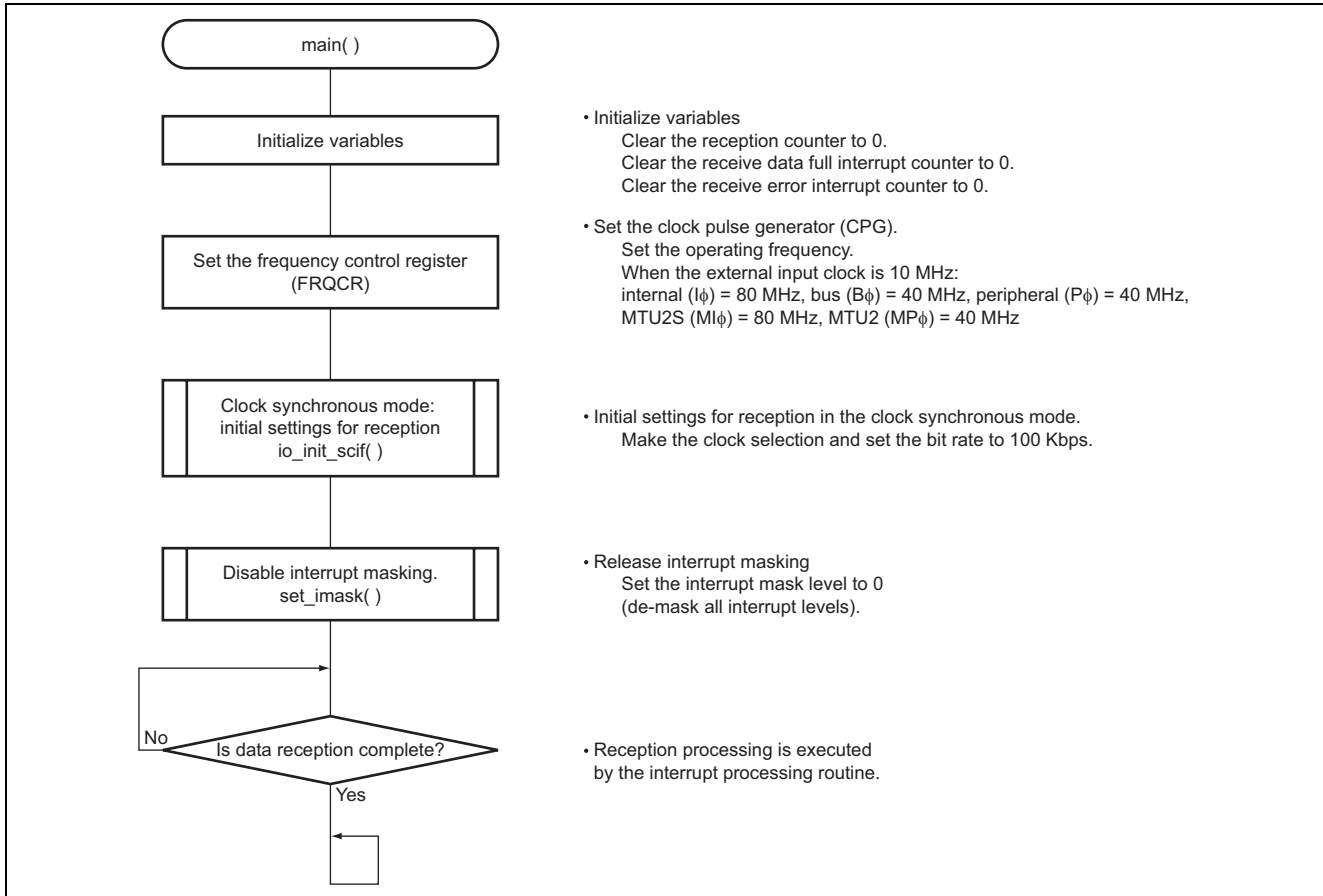 main( )
Initialize variables
• Initialize variables
Clear the reception counter to 0.
Clear the receive data full interrupt counter to 0.
Clear the receive error interrupt counter to 0.
Set the frequency control register
(FRQCR)
• Set the clock pulse generator (CPG).
Set the operating frequency.
When the external input clock is 10 MHz:
internal (Iϕ) = 80 MHz, bus (Bϕ) = 40 MHz, peripheral (Pϕ) = 40 MHz,
MTU2S (MIϕ) = 80 MHz, MTU2 (MPϕ) = 40 MHz
Clock synchronous mode:
initial settings for reception
io_init_scif( )
• Initial settings for reception in the clock synchronous mode.
Make the clock selection and set the bit rate to 100 Kbps.
Disable interrupt masking.
set_imask( )
• Release interrupt masking
Set the interrupt mask level to 0
(de-mask all interrupt levels).
No
Is data reception complete?
Yes
• Reception processing is executed
by the interrupt processing routine.